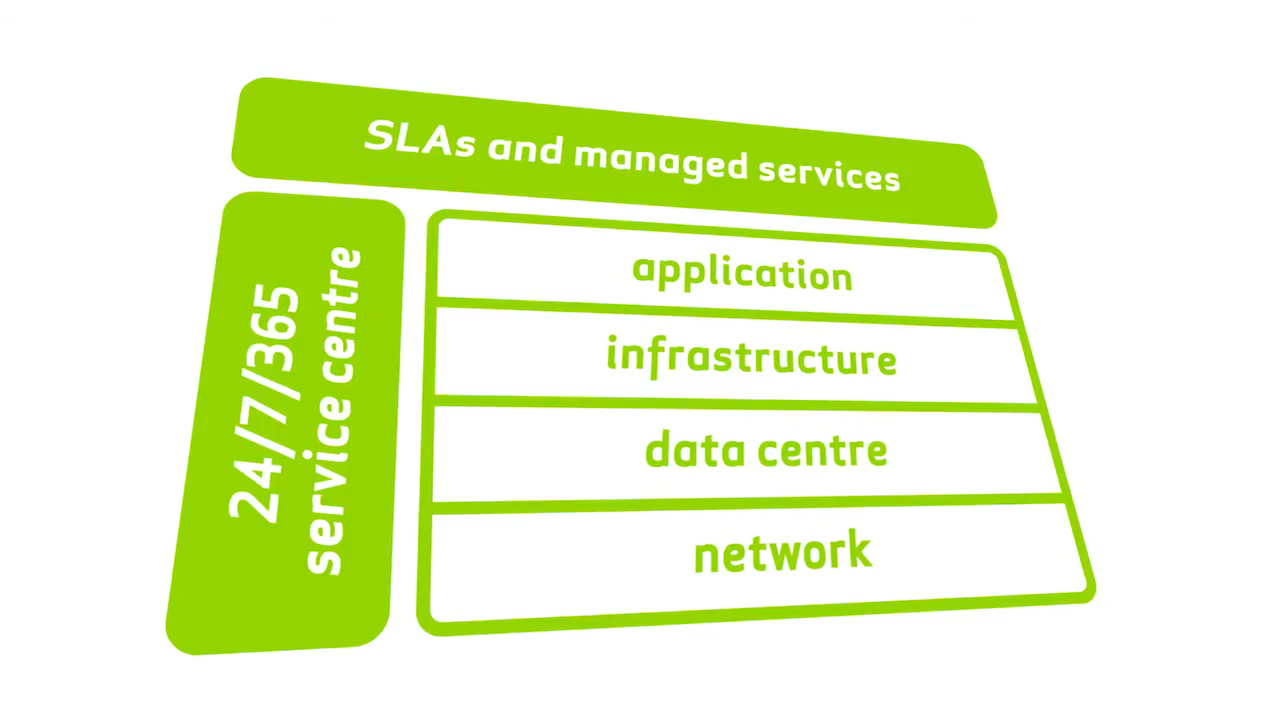 SLAs and managed services
24/7/365
service centre
application
infrastructure
data centre
network